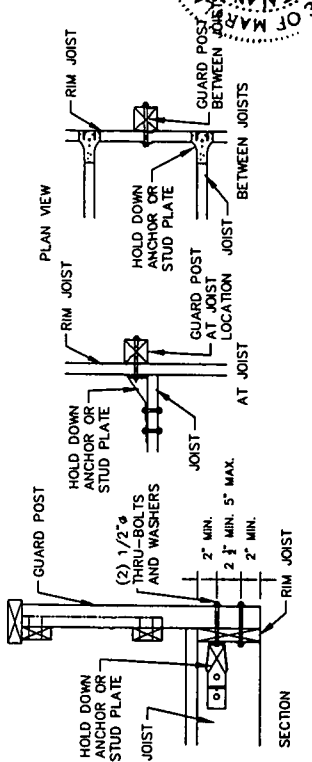 GUARD POST
HOLD DOWN
ANCHOR OR
STUD PLATE
JOIST
(2) 1/2"ø
THRU-BOLTS
AND WASHERS
2" MIN.
2 ½" MIN. 5" MAX.
2" MIN.
RIM JOIST
SECTION
PLAN VIEW
HOLD DOWN
ANCHOR OR
STUD PLATE
RIM JOIST
JOIST
GUARD POST
AT JOIST
LOCATION
AT JOIST
RIM JOIST
HOLD DOWN
ANCHOR OR
STUD PLATE
JOIST
GUARD POST
BETWEEN JOIST
BETWEEN JOISTS
OF MAR